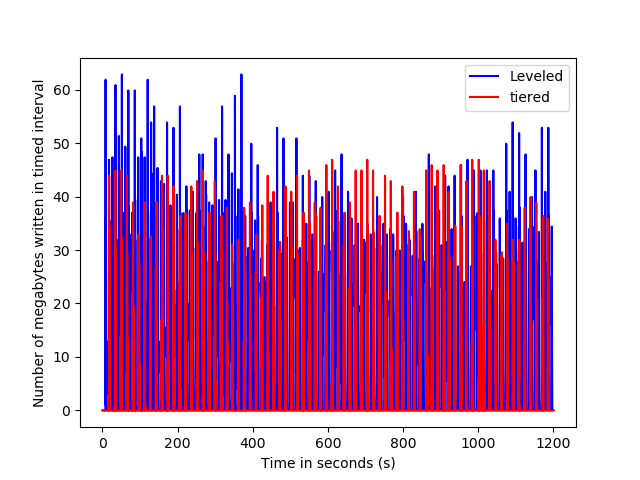 Leveled
tiered
Number of megabytes written in timed interval
60
50
40
30
20
10
0
0 200 400 600 800 1000 1200
Time in seconds (s)